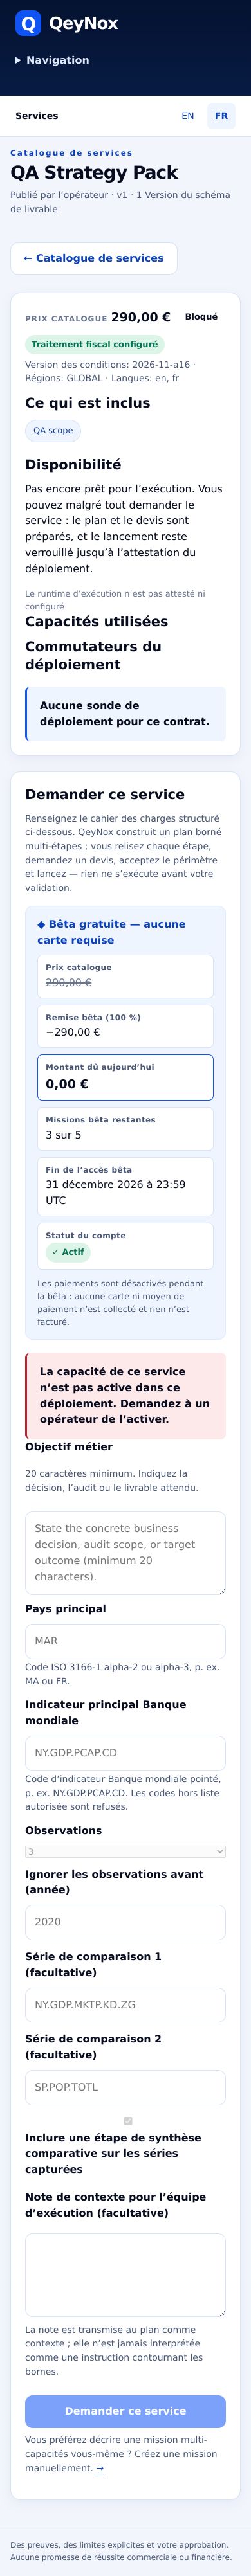 Q QeyNox
▶ Navigation
Services EN FR
Catalogue de services
QA Strategy Pack
Publié par l’opérateur · v1 · 1 Version du schéma
de livrable
← Catalogue de services
PRIX CATALOGUE 290,00 € Bloqué
Traitement fiscal configuré
Version des conditions: 2026-11-a16 ·
Régions: GLOBAL · Langues: en, fr
Ce qui est inclus
QA scope
Disponibilité
Pas encore prêt pour l’exécution. Vous
pouvez malgré tout demander le
service : le plan et le devis sont
préparés, et le lancement reste
verrouillé jusqu’à l’attestation du
déploiement.
Le runtime d’exécution n’est pas attesté ni
configuré
Capacités utilisées
Commutateurs du
déploiement
Aucune sonde de
déploiement pour ce contrat.
Demander ce service
Renseignez le cahier des charges structuré
ci-dessous. QeyNox construit un plan borné
multi-étapes ; vous relisez chaque étape,
demandez un devis, acceptez le périmètre
et lancez — rien ne s’exécute avant votre
validation.
◆ Bêta gratuite — aucune
carte requise
Prix catalogue
290,00 €
Remise bêta (100 %)
−290,00 €
Montant dû aujourd’hui
0,00 €
Missions bêta restantes
3 sur 5
Fin de l’accès bêta
31 décembre 2026 à 23:59
UTC
Statut du compte
✓ Actif
Les paiements sont désactivés pendant
la bêta : aucune carte ni moyen de
paiement n’est collecté et rien n’est
facturé.
La capacité de ce service
n’est pas active dans ce
déploiement. Demandez à un
opérateur de l’activer.
Objectif métier
20 caractères minimum. Indiquez la
décision, l’audit ou le livrable attendu.
State the concrete business
decision, audit scope, or target
outcome (minimum 20
characters).
Pays principal
MAR
Code ISO 3166-1 alpha-2 ou alpha-3, p. ex.
MA ou FR.
Indicateur principal Banque
mondiale
NY.GDP.PCAP.CD
Code d’indicateur Banque mondiale pointé,
p. ex. NY.GDP.PCAP.CD. Les codes hors liste
autorisée sont refusés.
Observations
3
Ignorer les observations avant
(année)
2020
Série de comparaison 1
(facultative)
NY.GDP.MKTP.KD.ZG
Série de comparaison 2
(facultative)
SP.POP.TOTL
Inclure une étape de synthèse
comparative sur les séries
capturées
Note de contexte pour l’équipe
d’exécution (facultative)
La note est transmise au plan comme
contexte ; elle n’est jamais interprétée
comme une instruction contournant les
bornes.
Demander ce service
Vous préférez décrire une mission multi-
capacités vous-même ? Créez une mission
manuellement. →
Des preuves, des limites explicites et votre approbation.
Aucune promesse de réussite commerciale ou financière.